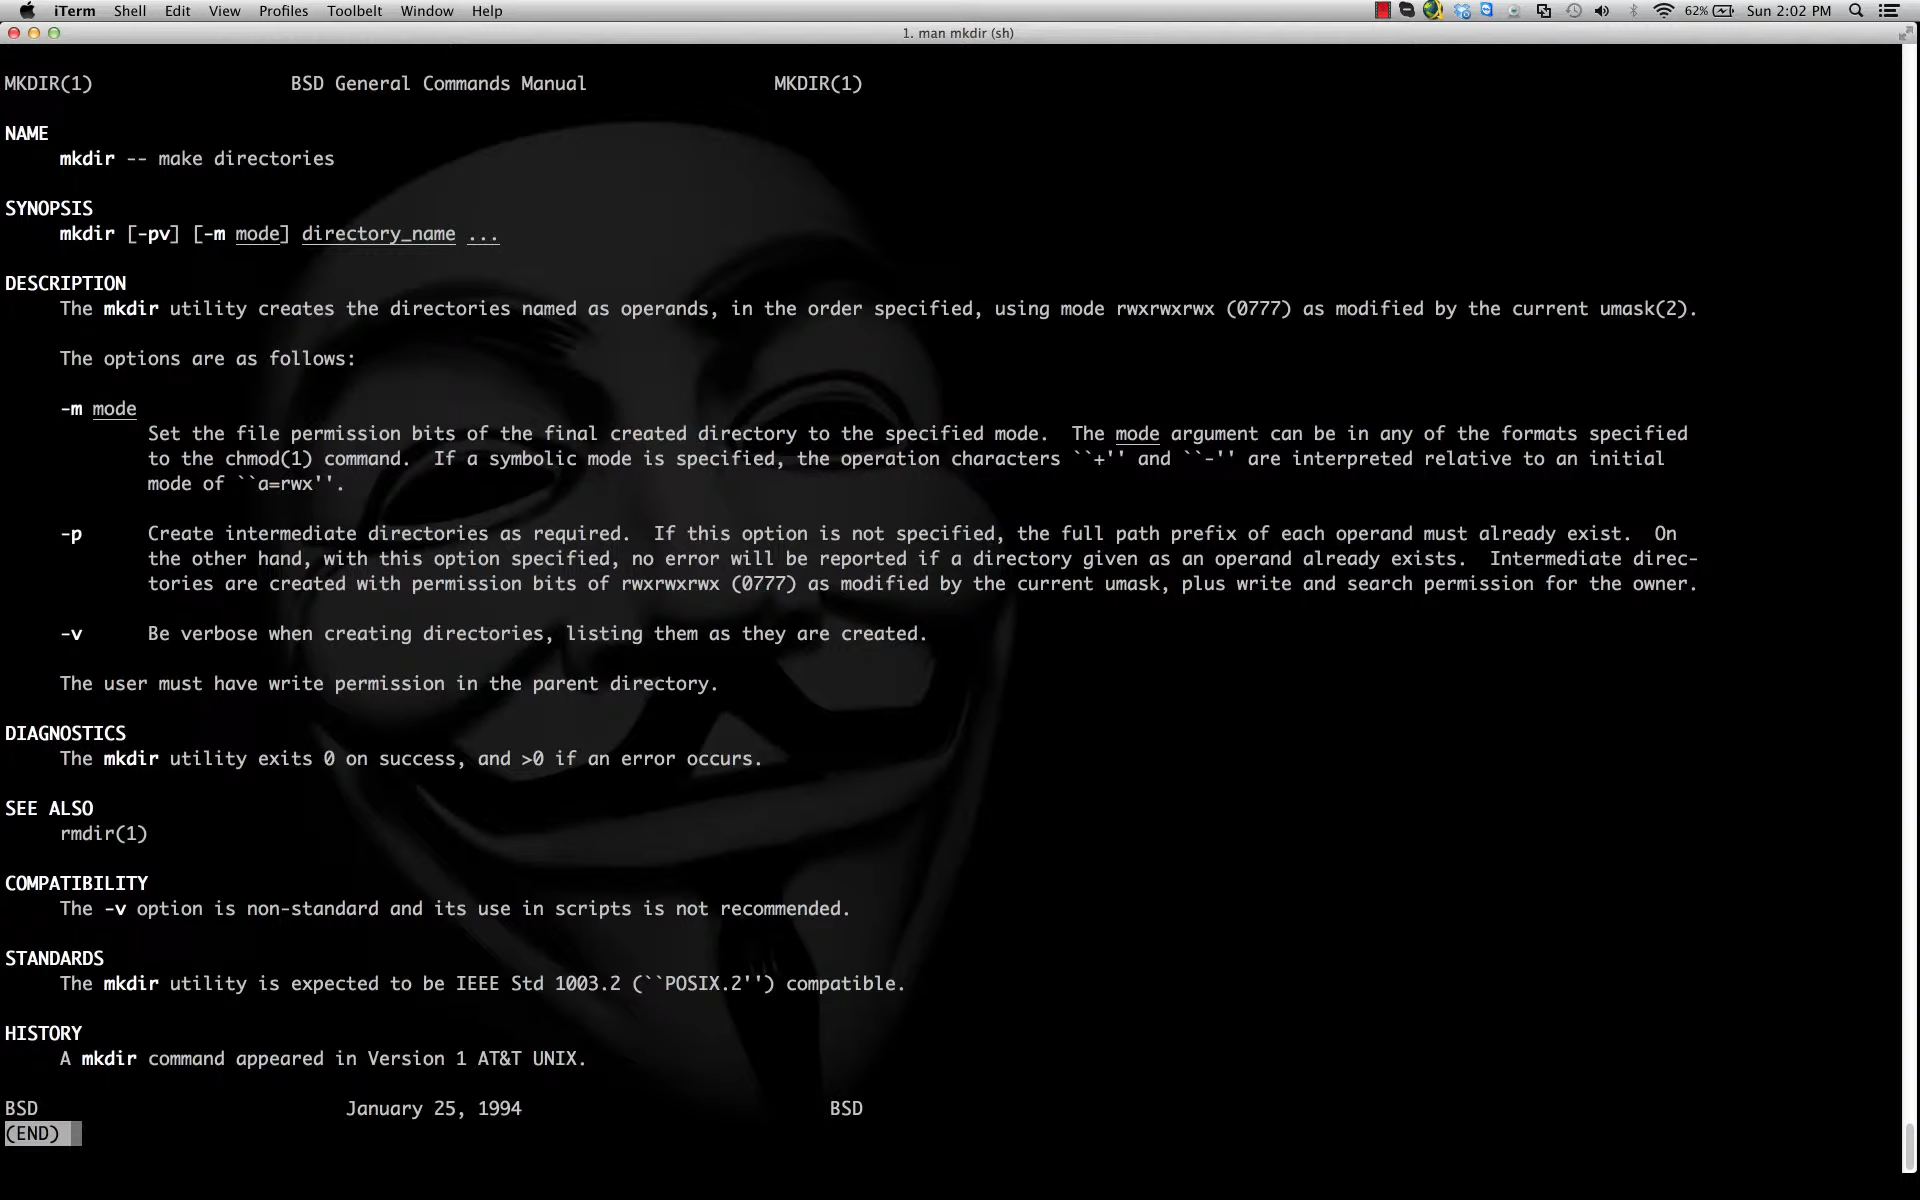 iTerm Shell Edit View Profiles Toolbelt Window Help 62% Sun 2:02 PM
1. man mkdir (sh)
MKDIR(1) BSD General Commands Manual MKDIR(1)
NAME
mkdir -- make directories
SYNOPSIS
mkdir [-pv] [-m mode] directory_name ...
DESCRIPTION
The mkdir utility creates the directories named as operands, in the order specified, using mode rwxrwxrwx (0777) as modified by the current umask(2).
The options are as follows:
-m mode
Set the file permission bits of the final created directory to the specified mode.  The mode argument can be in any of the formats specified
to the chmod(1) command.  If a symbolic mode is specified, the operation characters ``+'' and ``-'' are interpreted relative to an initial
mode of ``a=rwx''.
-p Create intermediate directories as required.  If this option is not specified, the full path prefix of each operand must already exist.  On
the other hand, with this option specified, no error will be reported if a directory given as an operand already exists.  Intermediate direc-
tories are created with permission bits of rwxrwxrwx (0777) as modified by the current umask, plus write and search permission for the owner.
-v Be verbose when creating directories, listing them as they are created.
The user must have write permission in the parent directory.
DIAGNOSTICS
The mkdir utility exits 0 on success, and >0 if an error occurs.
SEE ALSO
rmdir(1)
COMPATIBILITY
The -v option is non-standard and its use in scripts is not recommended.
STANDARDS
The mkdir utility is expected to be IEEE Std 1003.2 (``POSIX.2'') compatible.
HISTORY
A mkdir command appeared in Version 1 AT&T UNIX.
BSD January 25, 1994 BSD
(END)